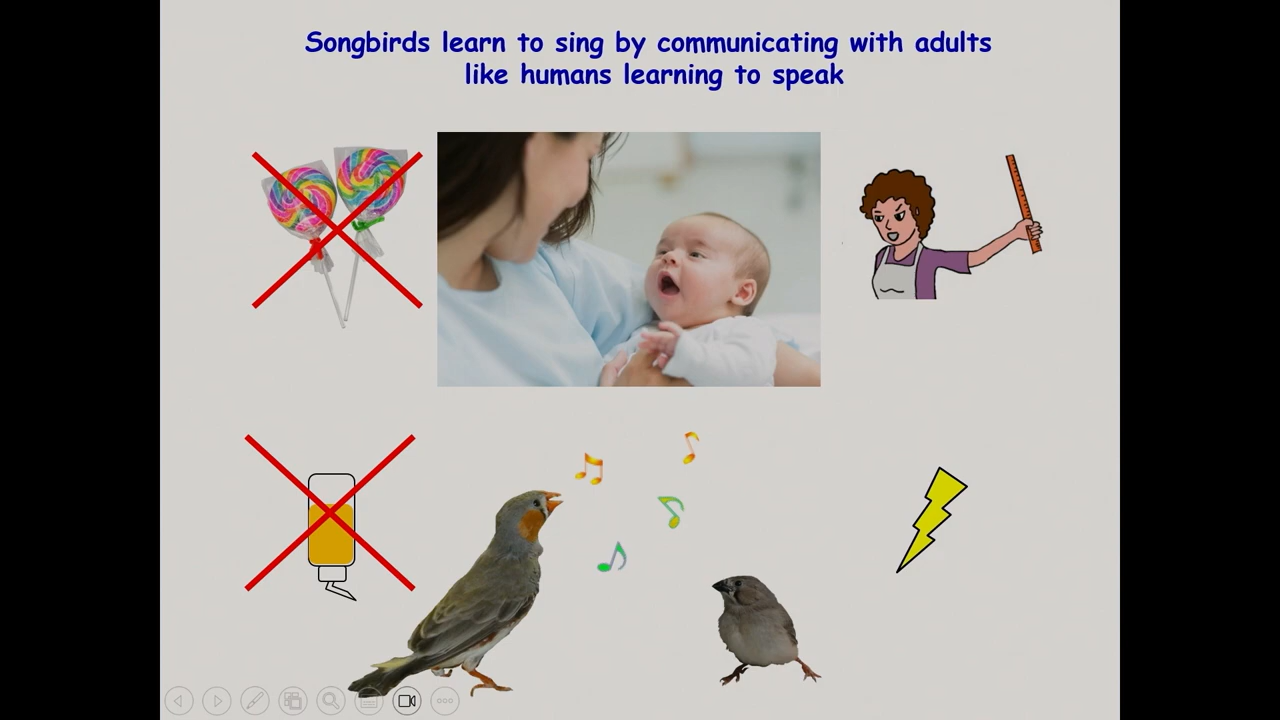 Songbirds learn to sing by communicating with adults
like humans learning to speak